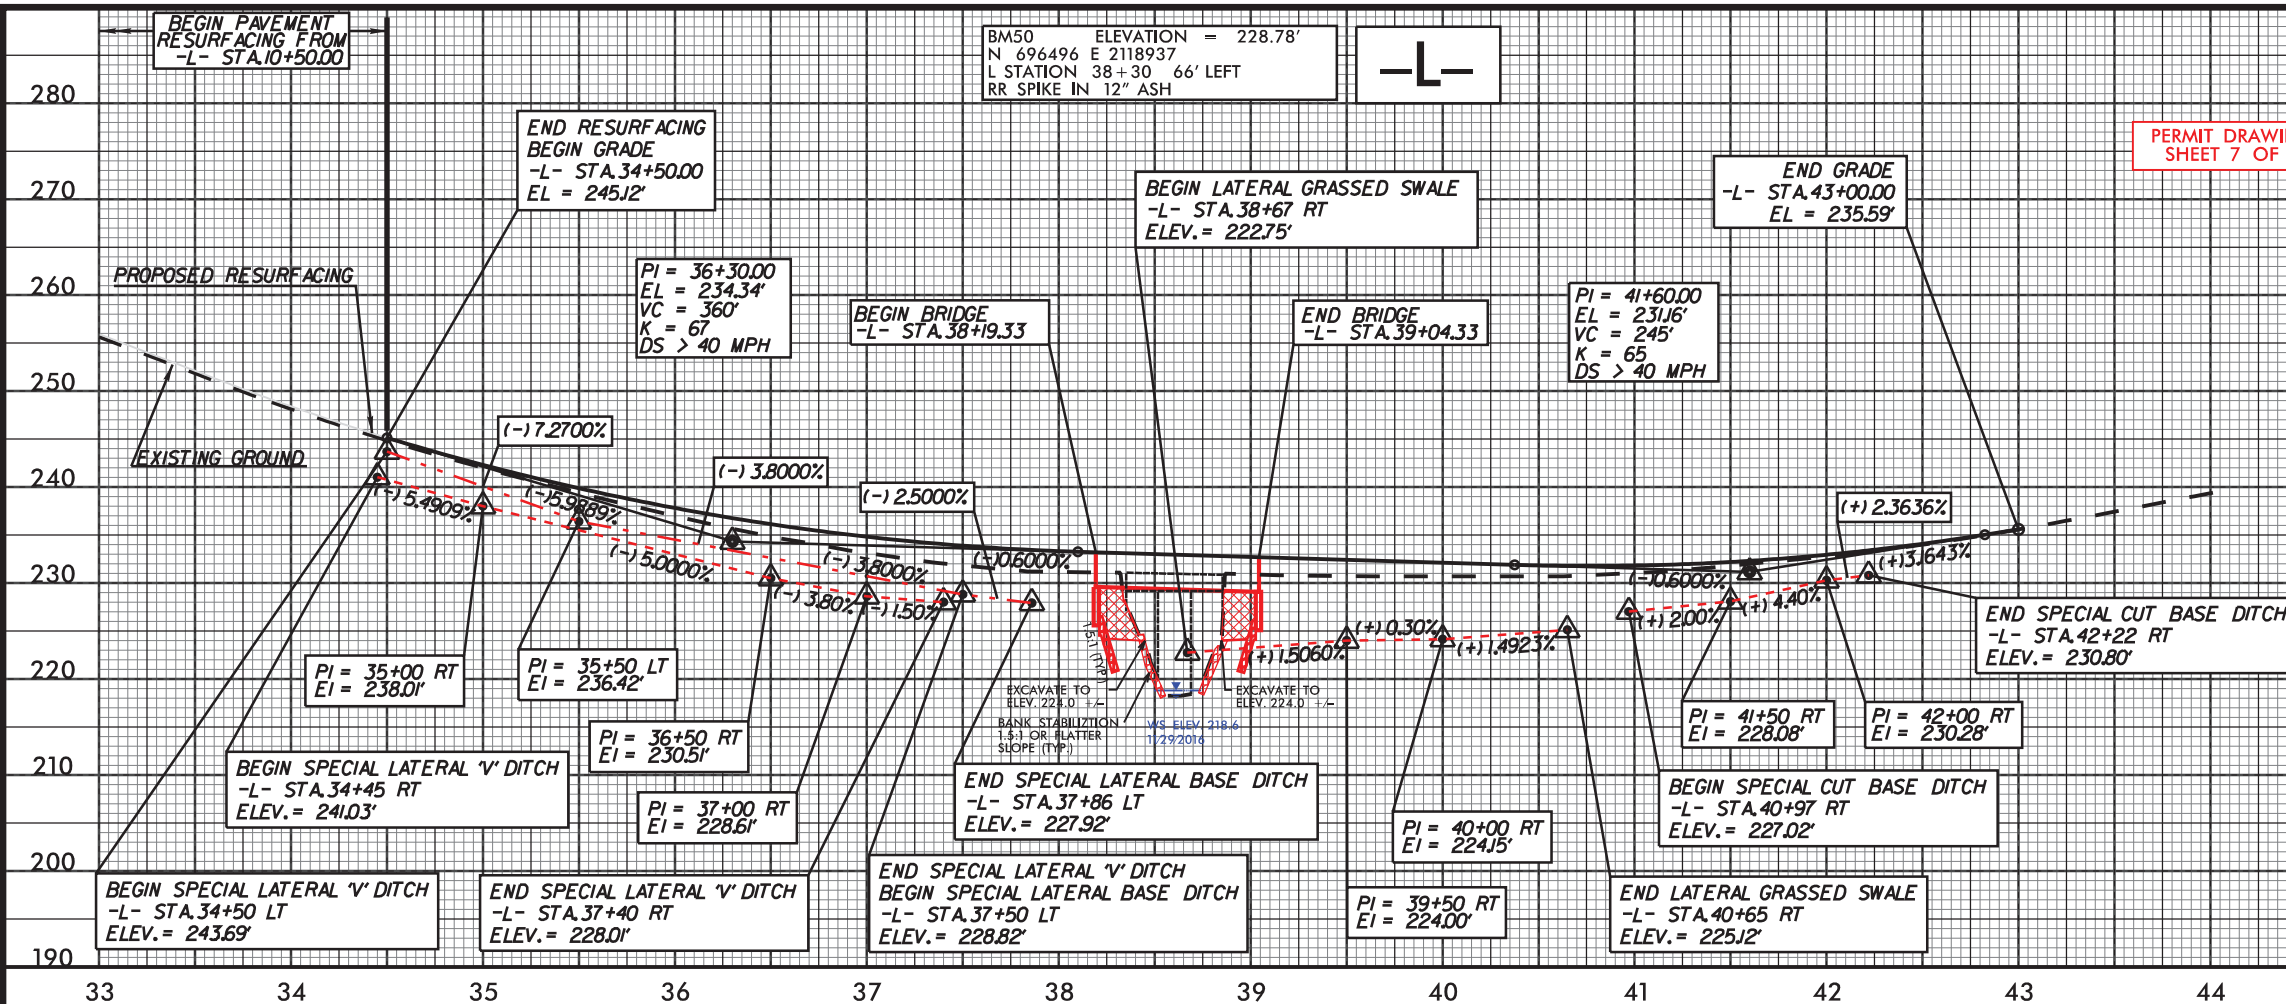 BEGIN PAVEMENT
RESURFACING FROM
-L- STA.10+50.00
BM50 ELEVATION = 228.78'
N 696496 E 2118937
L STATION 38+30 66' LEFT
RR SPIKE IN 12" ASH
-L-
PERMIT DRAWI
SHEET 7 OF
280
270
260
250
240
230
220
210
200
190
END RESURFACING
BEGIN GRADE
-L- STA.34+50.00
EL = 245.12'
BEGIN LATERAL GRASSED SWALE
-L- STA.38+67 RT
ELEV.= 222.75'
END GRADE
-L- STA.43+00.00
EL = 235.59'
PROPOSED RESURFACING
PI = 36+30.00
EL = 234.34'
VC = 360'
K = 67
DS > 40 MPH
BEGIN BRIDGE
-L- STA.38+19.33
END BRIDGE
-L- STA.39+04.33
PI = 41+60.00
EL = 231.16'
VC = 245'
K = 65
DS > 40 MPH
EXISTING GROUND
(-) 7.2700%
(-) 3.8000%
(-) 2.5000%
(+) 2.3636%
(-) 5.4909%
(-) 5.9889%
(-) 5.0000%
(-) 3.8000%
(-) 3.80%
(-) 1.50%
(-)0.6000%
(-)0.6000%
(+)3.1643%
(+) 4.40%
(+) 2.00%
(+) 0.30%
(+) 1.5060%
(+) 1.4923%
1.5:1 (TYP.)
EXCAVATE TO
ELEV. 224.0 +/-
EXCAVATE TO
ELEV. 224.0 +/-
BANK STABILIZTION
1.5:1 OR FLATTER
SLOPE (TYP.)
WS ELEV 218.6
11/29/2016
END SPECIAL CUT BASE DITCH
-L- STA.42+22 RT
ELEV.= 230.80'
PI = 35+00 RT
El = 238.01'
PI = 35+50 LT
El = 236.42'
PI = 36+50 RT
El = 230.51'
PI = 41+50 RT
El = 228.08'
PI = 42+00 RT
El = 230.28'
BEGIN SPECIAL LATERAL 'V' DITCH
-L- STA.34+45 RT
ELEV.= 241.03'
PI = 37+00 RT
El = 228.61'
END SPECIAL LATERAL BASE DITCH
-L- STA.37+86 LT
ELEV.= 227.92'
PI = 40+00 RT
El = 224.15'
BEGIN SPECIAL CUT BASE DITCH
-L- STA.40+97 RT
ELEV.= 227.02'
BEGIN SPECIAL LATERAL 'V' DITCH
-L- STA.34+50 LT
ELEV.= 243.69'
END SPECIAL LATERAL 'V' DITCH
-L- STA.37+40 RT
ELEV.= 228.01'
END SPECIAL LATERAL 'V' DITCH
BEGIN SPECIAL LATERAL BASE DITCH
-L- STA.37+50 LT
ELEV.= 228.82'
PI = 39+50 RT
El = 224.00'
END LATERAL GRASSED SWALE
-L- STA.40+65 RT
ELEV.= 225.12'
33 34 35 36 37 38 39 40 41 42 43 44